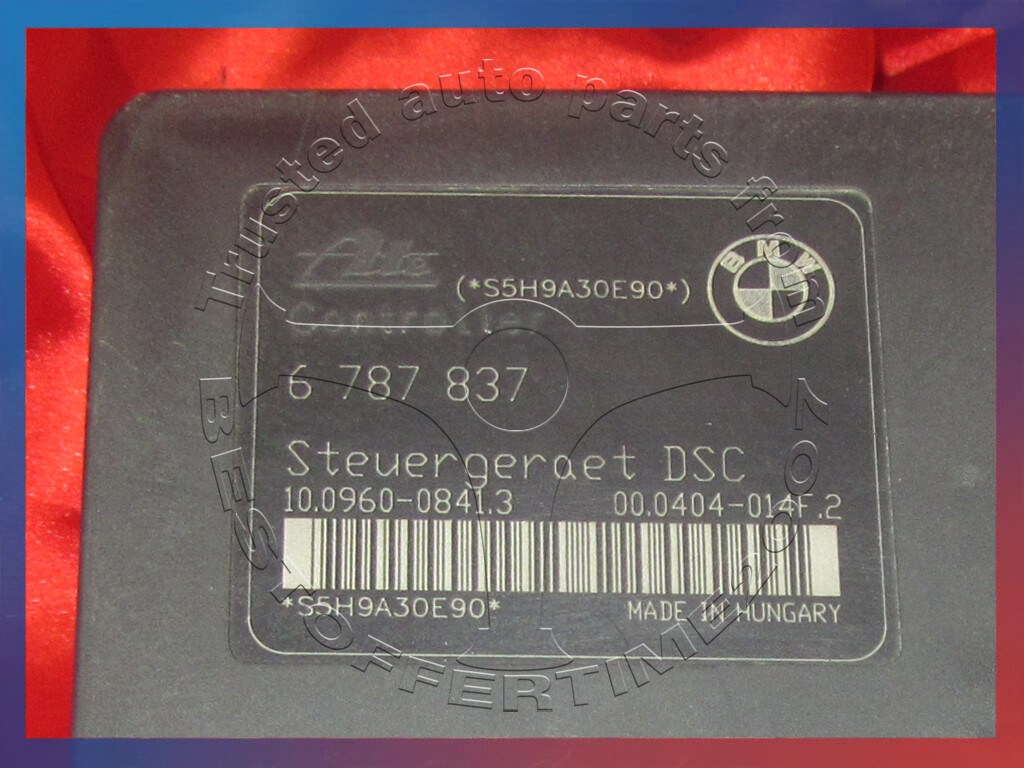 Trusted auto parts from
Ate
(*S5H9A30E90*)
BMW
Controller
6 787 837
Steuergeraet DSC
10.0960-0841.3 00.0404-014F.2
*S5H9A30E90* MADE IN HUNGARY
BESTOFFERTIME2007